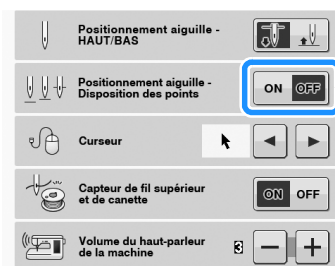 Positionnement aiguille -
HAUT/BAS
Positionnement aiguille -
Disposition des points
ON OFF
Curseur
Capteur de fil supérieur
et de canette
ON OFF
Volume du haut-parleur
de la machine
3